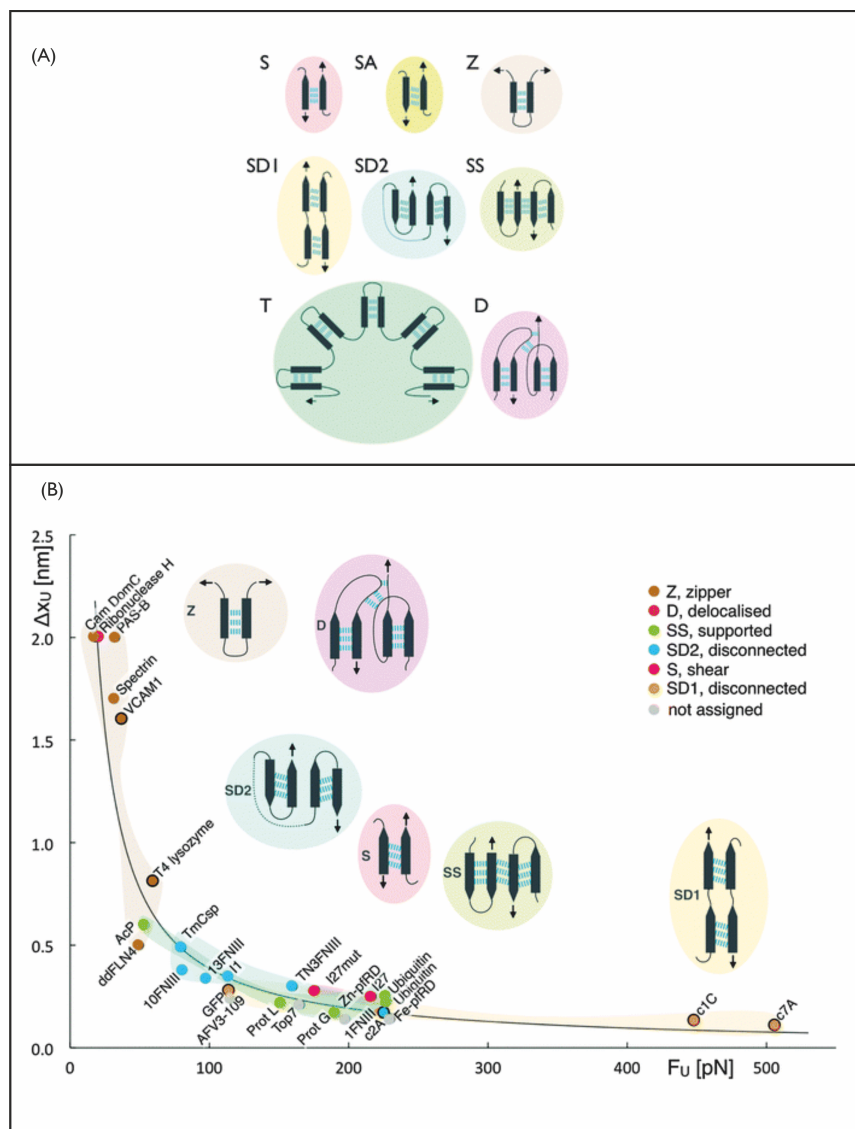 (A)
S SA Z
SD1 SD2 SS
T D
(B)
ΔxU [nm]
2.5
2.0
1.5
1.0
0.5
0.0
0 100 200 300 400 500
FU [pN]
Z, zipper
D, delocalised
SS, supported
SD2, disconnected
S, shear
SD1, disconnected
not assigned
Z
D
SD2
S
SS
SD1
Cam DomC
Ribonuclease H
PAS-B
Spectrin
VCAM1
T4 lysozyme
AcP
ddFLN4
TmCsp
10FNIII
13FNIII
I1
GFP
AFV3-109
TN3FNIII
Prot L
Top7
I27mut
Prot G
Zn-pfRD
I27
1FNIII
c2A
Ubiquitin
Ubiquitin
Fe-pfRD
c1C
c7A